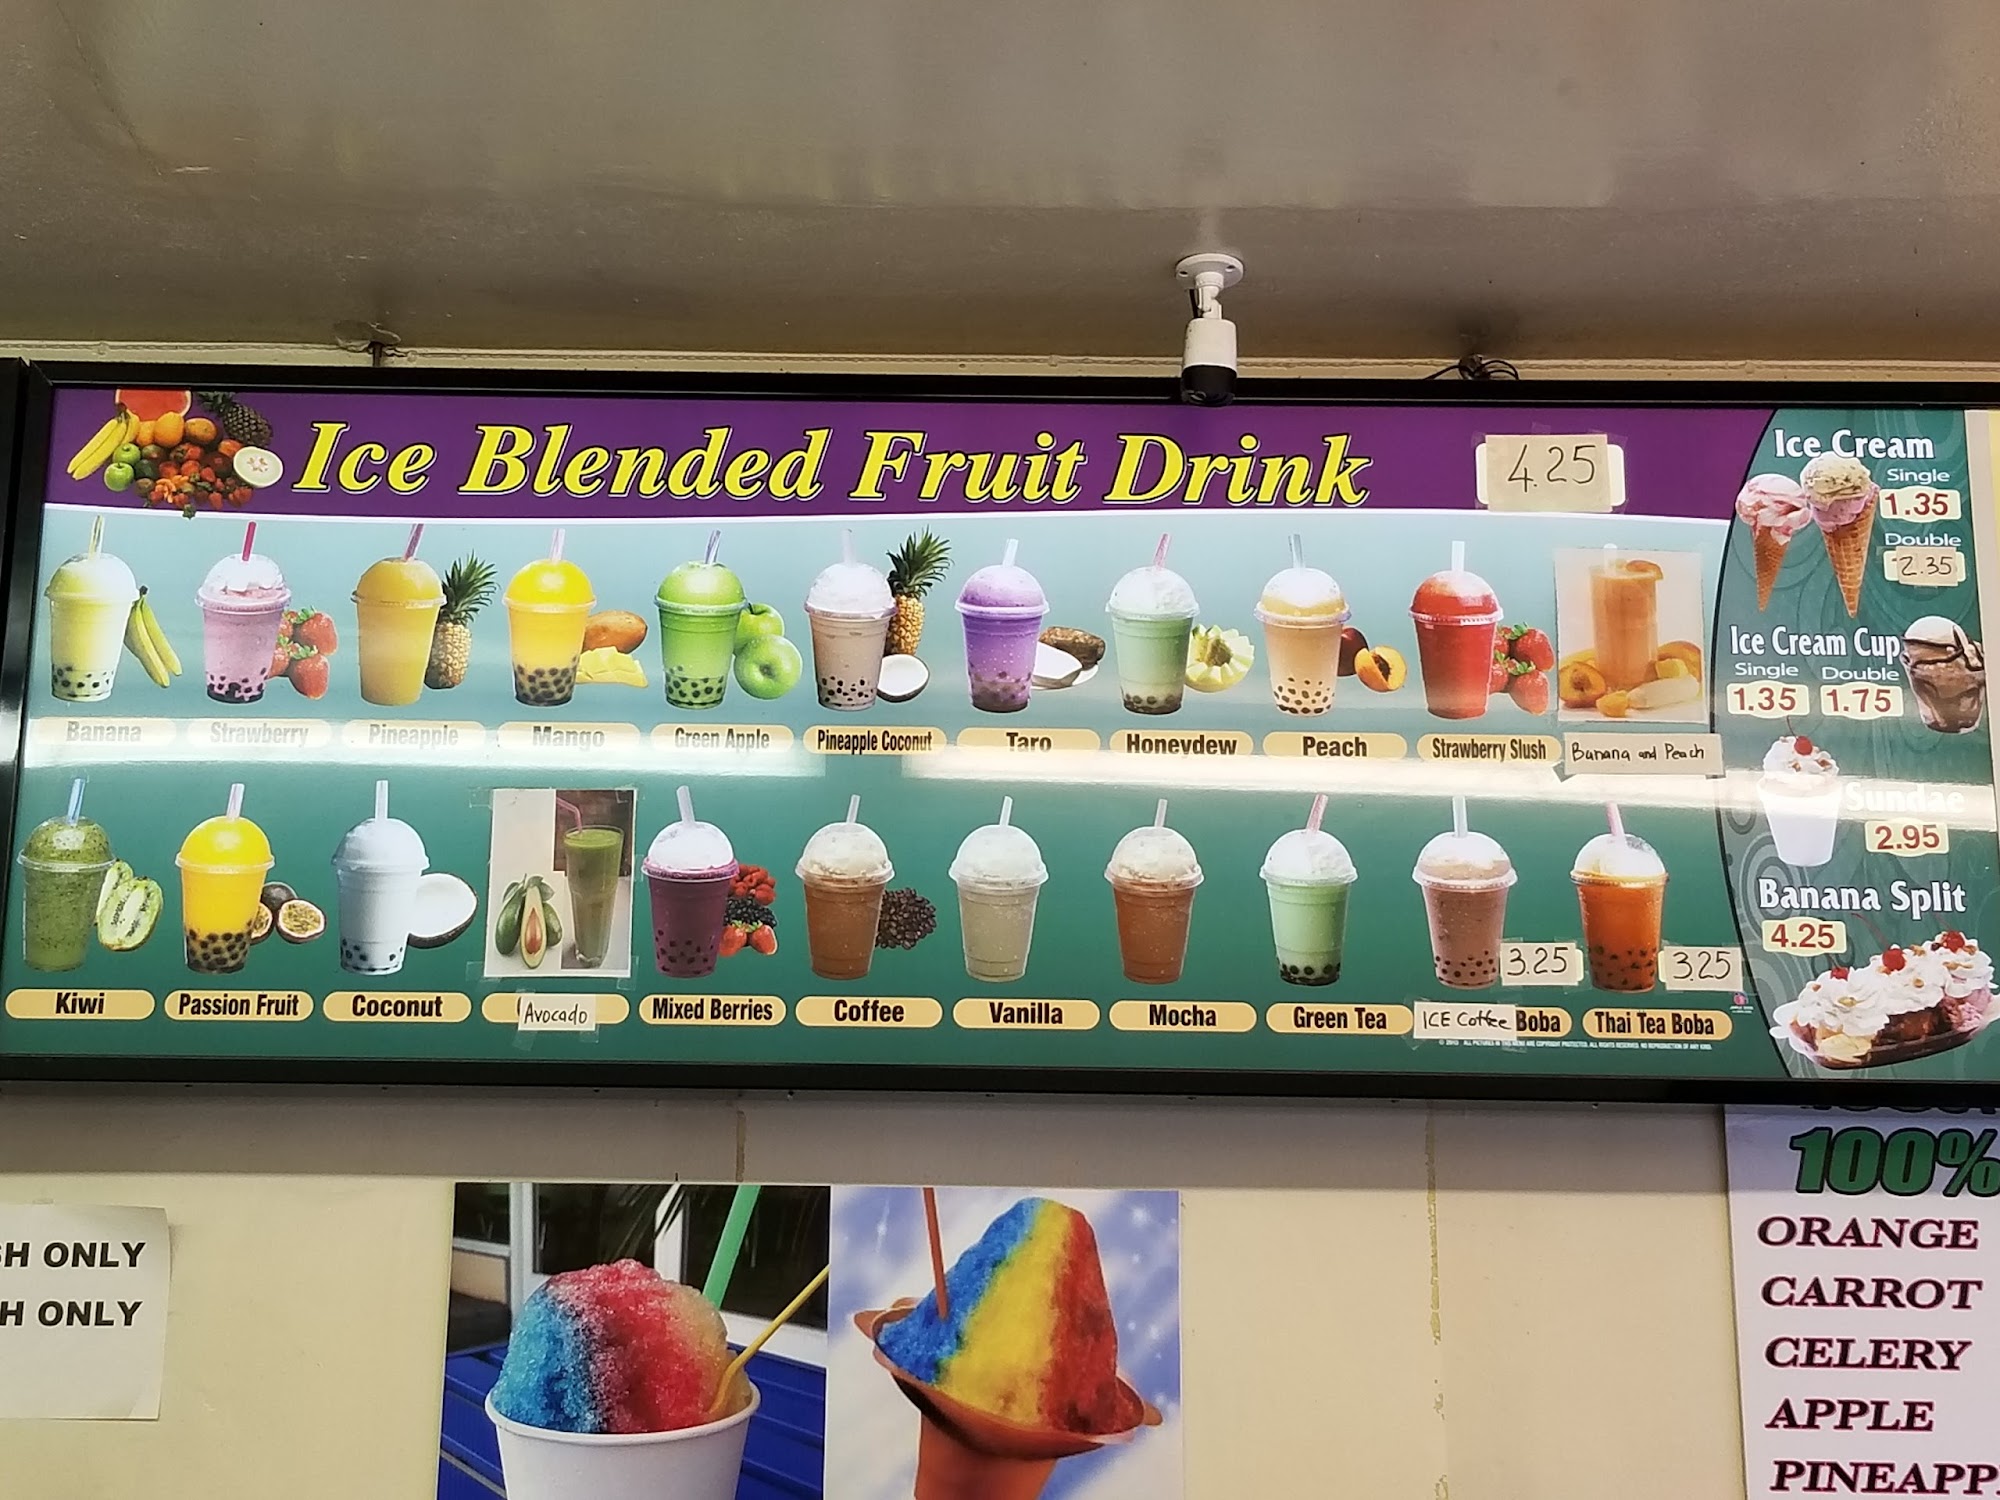 Ice Blended Fruit Drink
4.25
Banana
Strawberry
Pineapple
Mango
Green Apple
Pineapple Coconut
Taro
Honeydew
Peach
Strawberry Slush
Banana and Peach
Kiwi
Passion Fruit
Coconut
Avocado
Mixed Berries
Coffee
Vanilla
Mocha
Green Tea
ICE Coffee Boba
3.25
Thai Tea Boba
3.25
Ice Cream
Single
1.35
Double
2.35
Ice Cream Cup
Single Double
1.35 1.75
Sundae
2.95
Banana Split
4.25
SH ONLY
H ONLY
100%
ORANGE
CARROT
CELERY
APPLE
PINEAPP